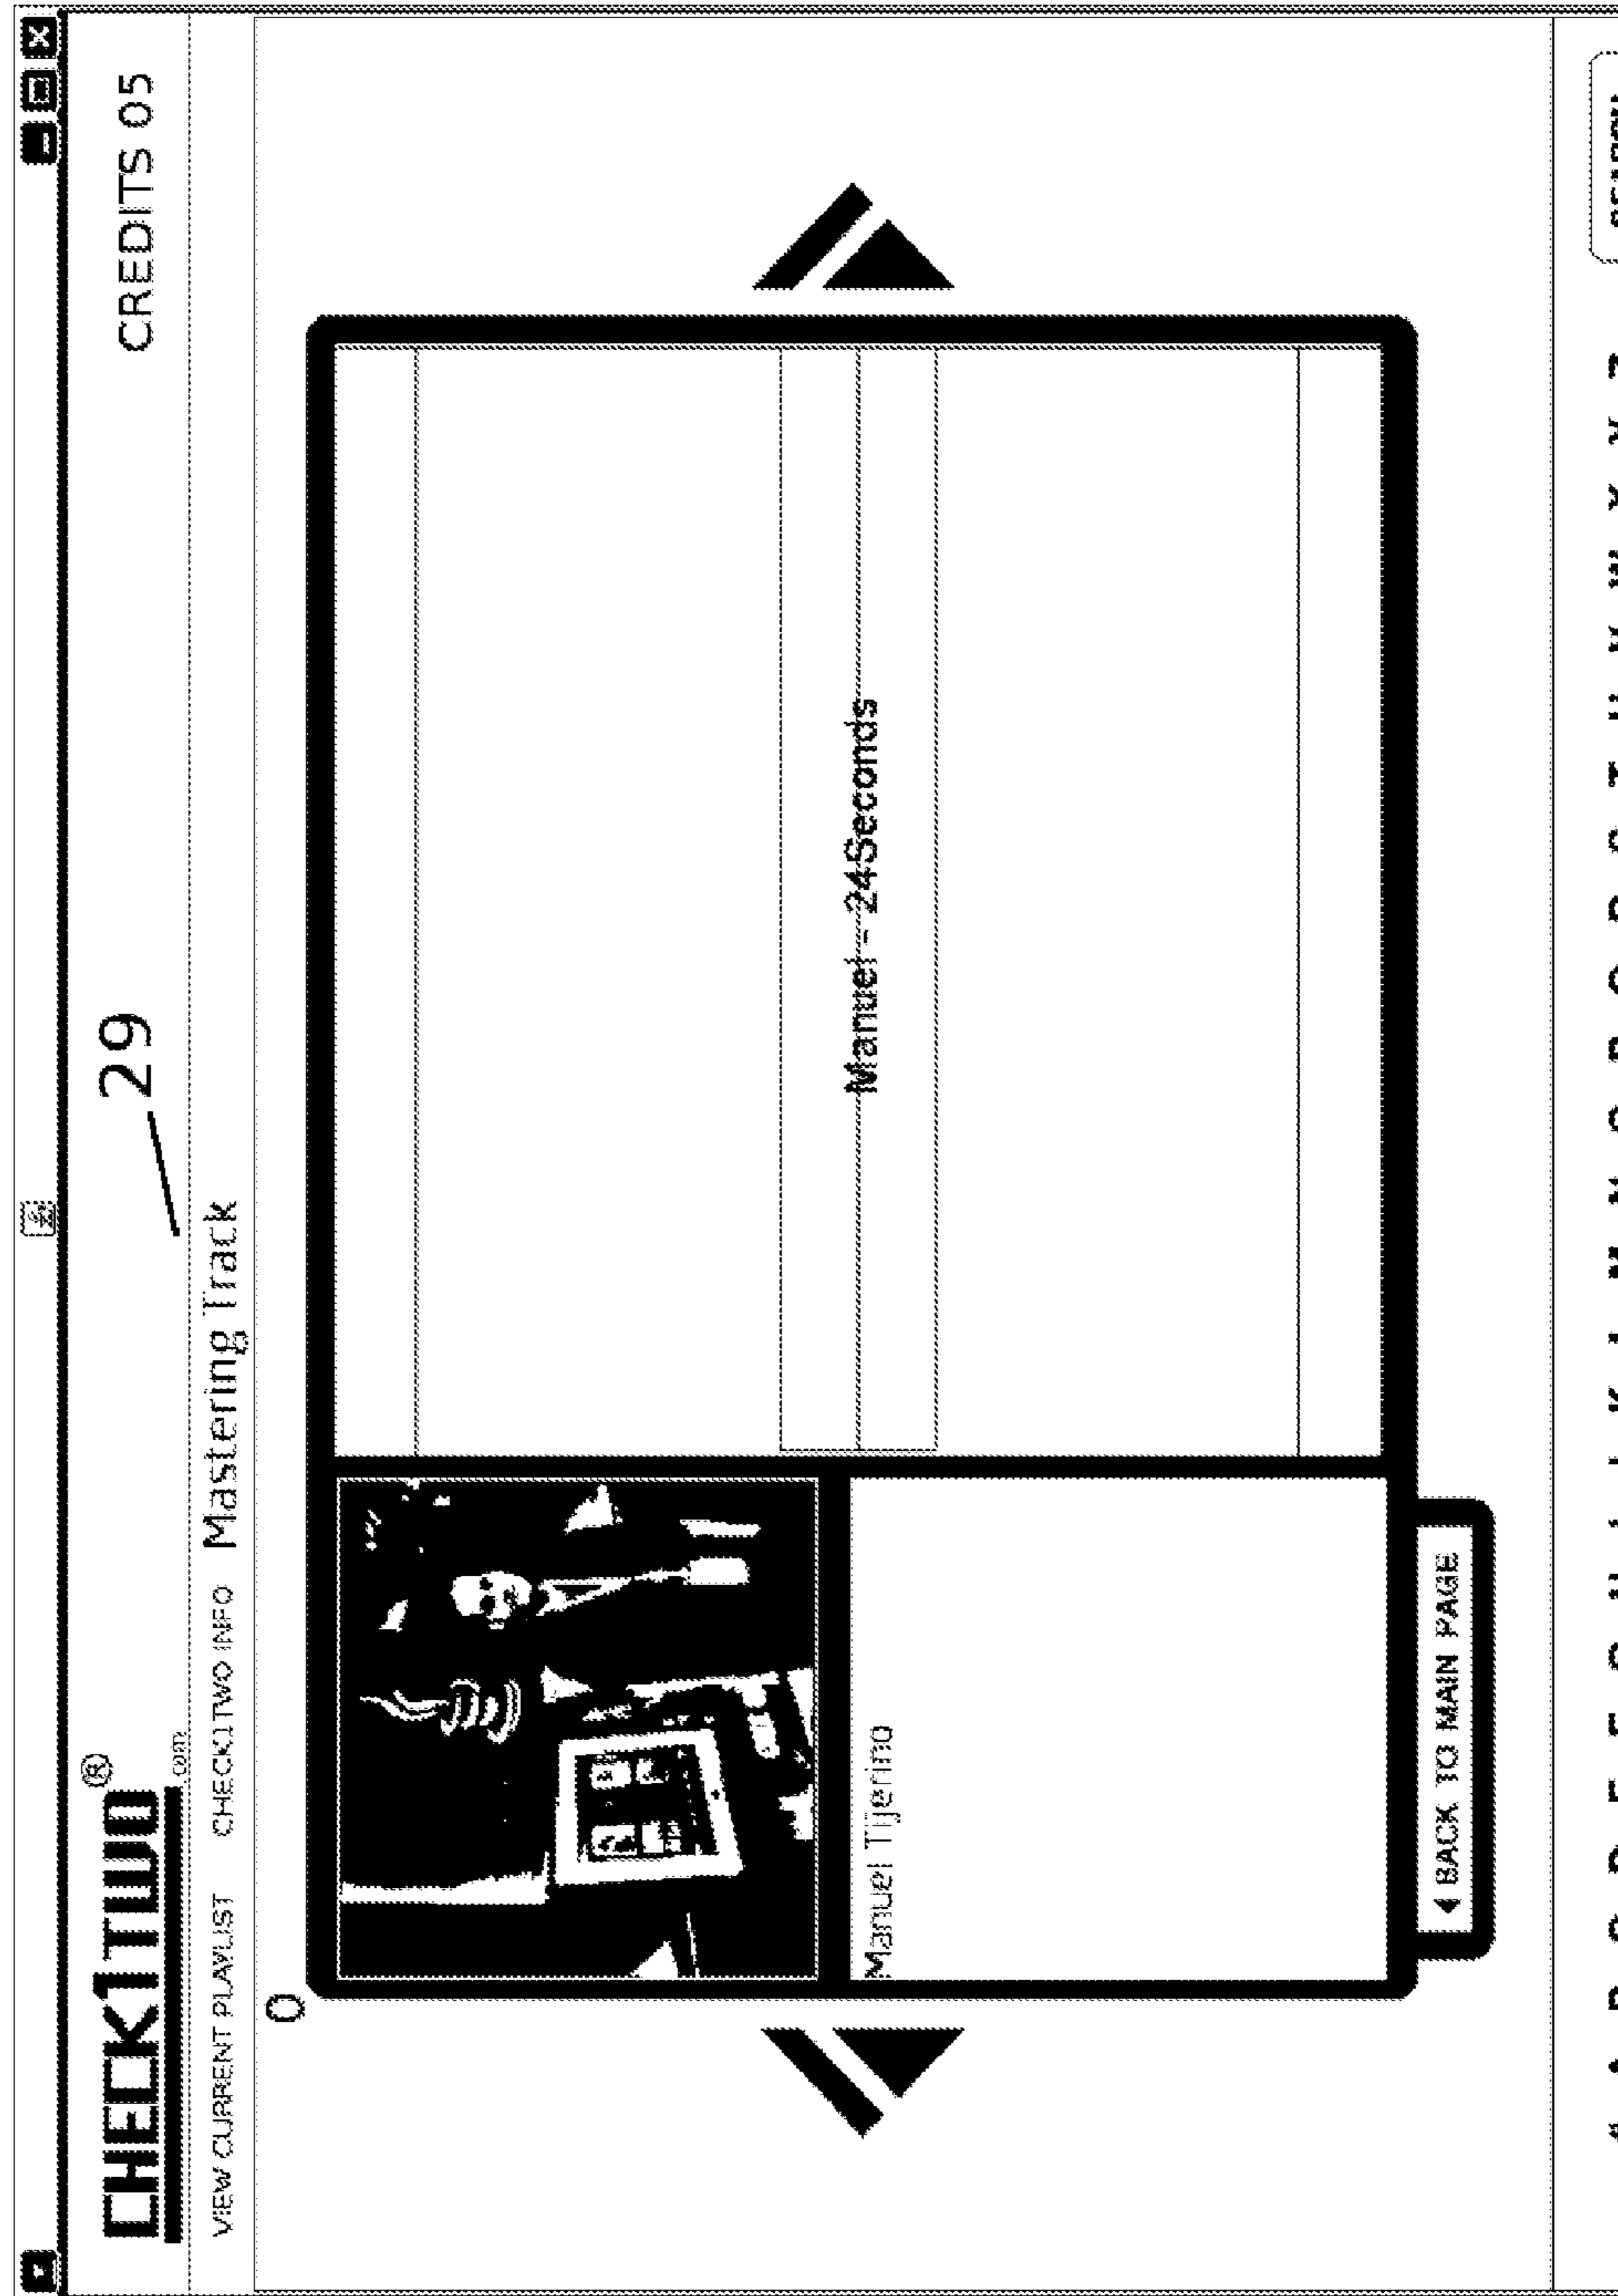 CHECK1TWO®
.com
29
CREDITS 05
VIEW CURRENT PLAYLIST CHECK1TWO INFO Mastering Track
0
Manuel - 24Seconds
Manuel Tijerino
◀ BACK TO MAIN PAGE